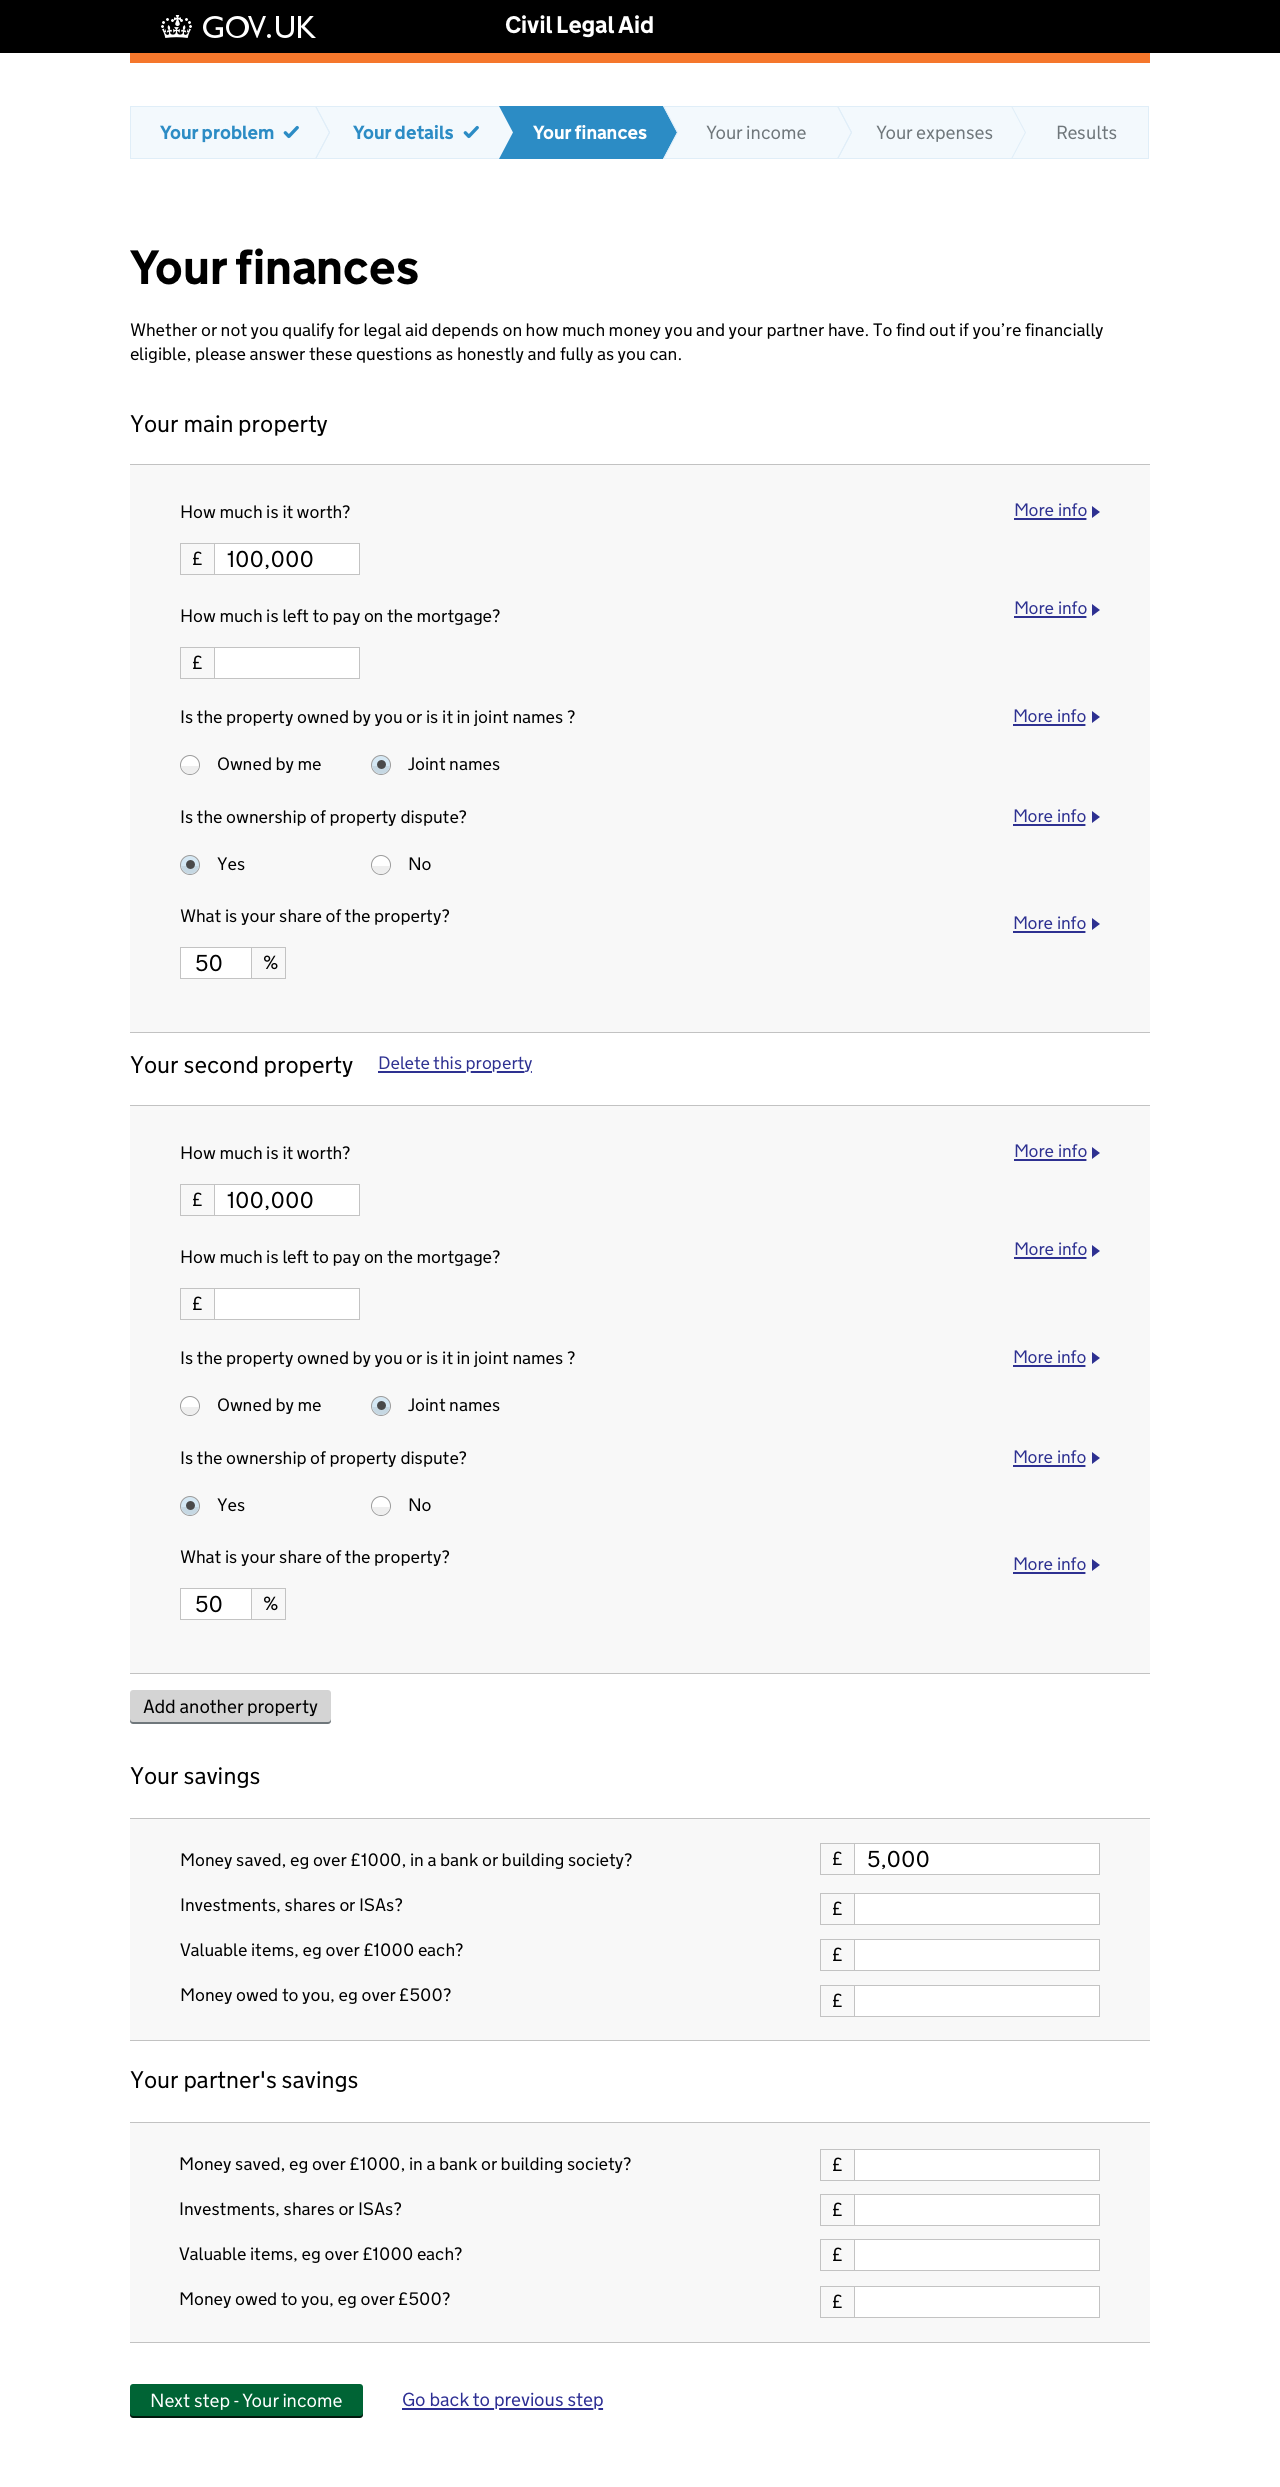 GOV.UK Civil Legal Aid
Your problem Your details Your finances Your income Your expenses Results
Your finances
Whether or not you qualify for legal aid depends on how much money you and your partner have. To find out if you’re financially
eligible, please answer these questions as honestly and fully as you can.
Your main property
How much is it worth? More info
£ 100,000
How much is left to pay on the mortgage? More info
£
Is the property owned by you or is it in joint names ? More info
Owned by me Joint names
Is the ownership of property dispute? More info
Yes No
What is your share of the property? More info
50 %
Your second property Delete this property
How much is it worth? More info
£ 100,000
How much is left to pay on the mortgage? More info
£
Is the property owned by you or is it in joint names ? More info
Owned by me Joint names
Is the ownership of property dispute? More info
Yes No
What is your share of the property? More info
50 %
Add another property
Your savings
Money saved, eg over £1000, in a bank or building society? £ 5,000
Investments, shares or ISAs? £
Valuable items, eg over £1000 each? £
Money owed to you, eg over £500? £
Your partner's savings
Money saved, eg over £1000, in a bank or building society? £
Investments, shares or ISAs? £
Valuable items, eg over £1000 each? £
Money owed to you, eg over £500? £
Next step - Your income Go back to previous step